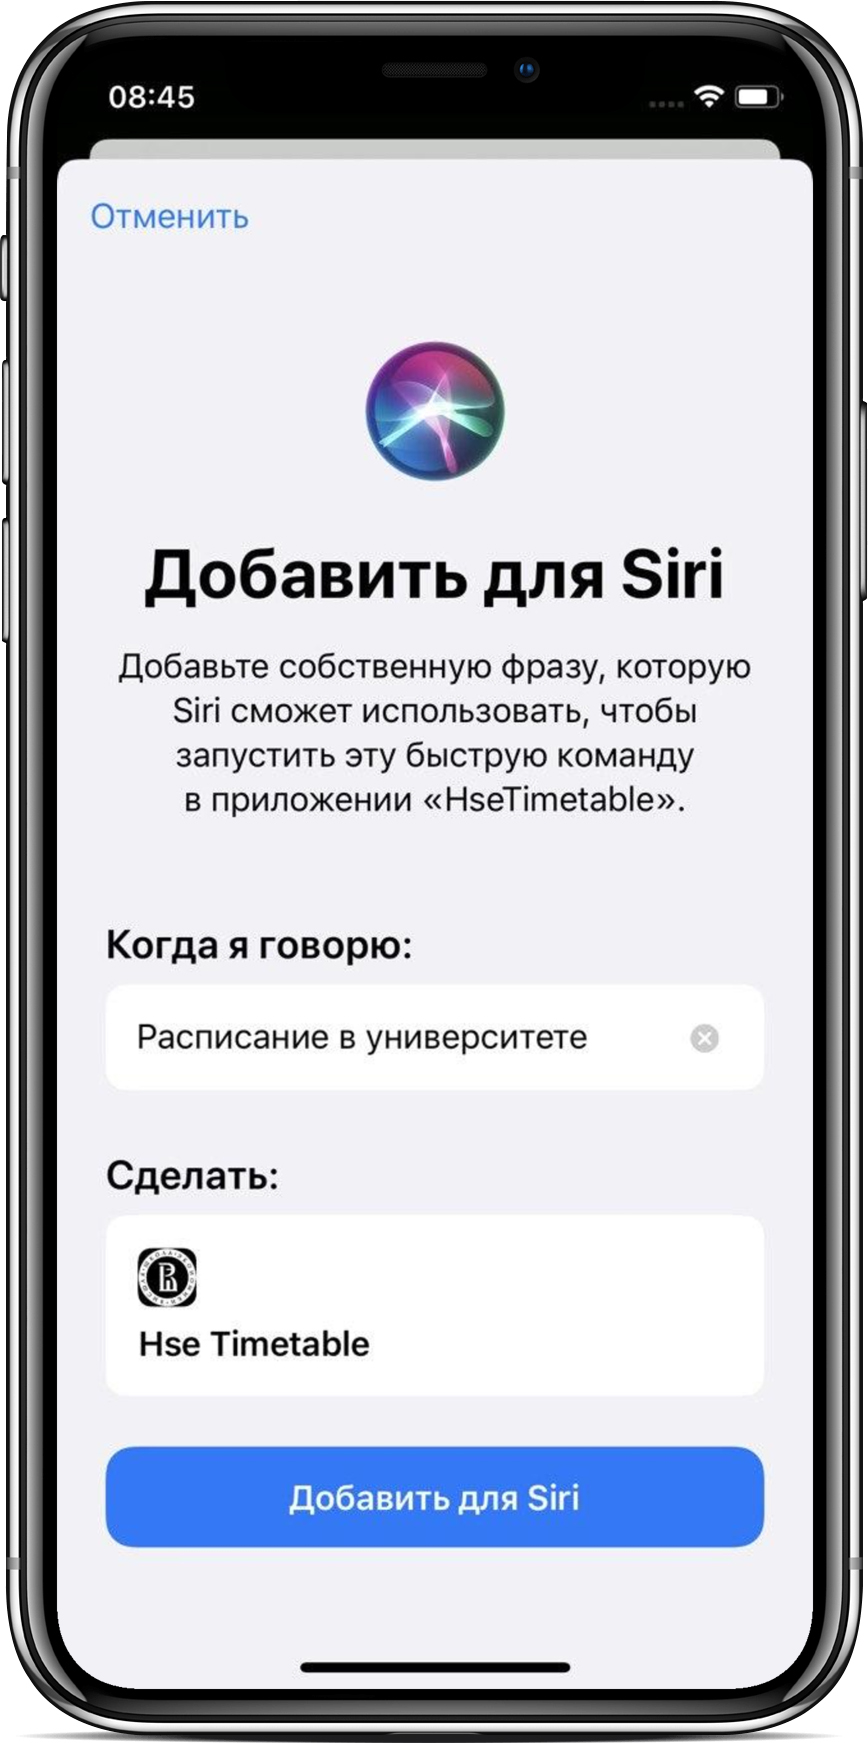 08:45
Отменить
Добавить для Siri
Добавьте собственную фразу, которую
Siri сможет использовать, чтобы
запустить эту быструю команду
в приложении «HseTimetable».
Когда я говорю:
Расписание в университете
Сделать:
Hse Timetable
Добавить для Siri